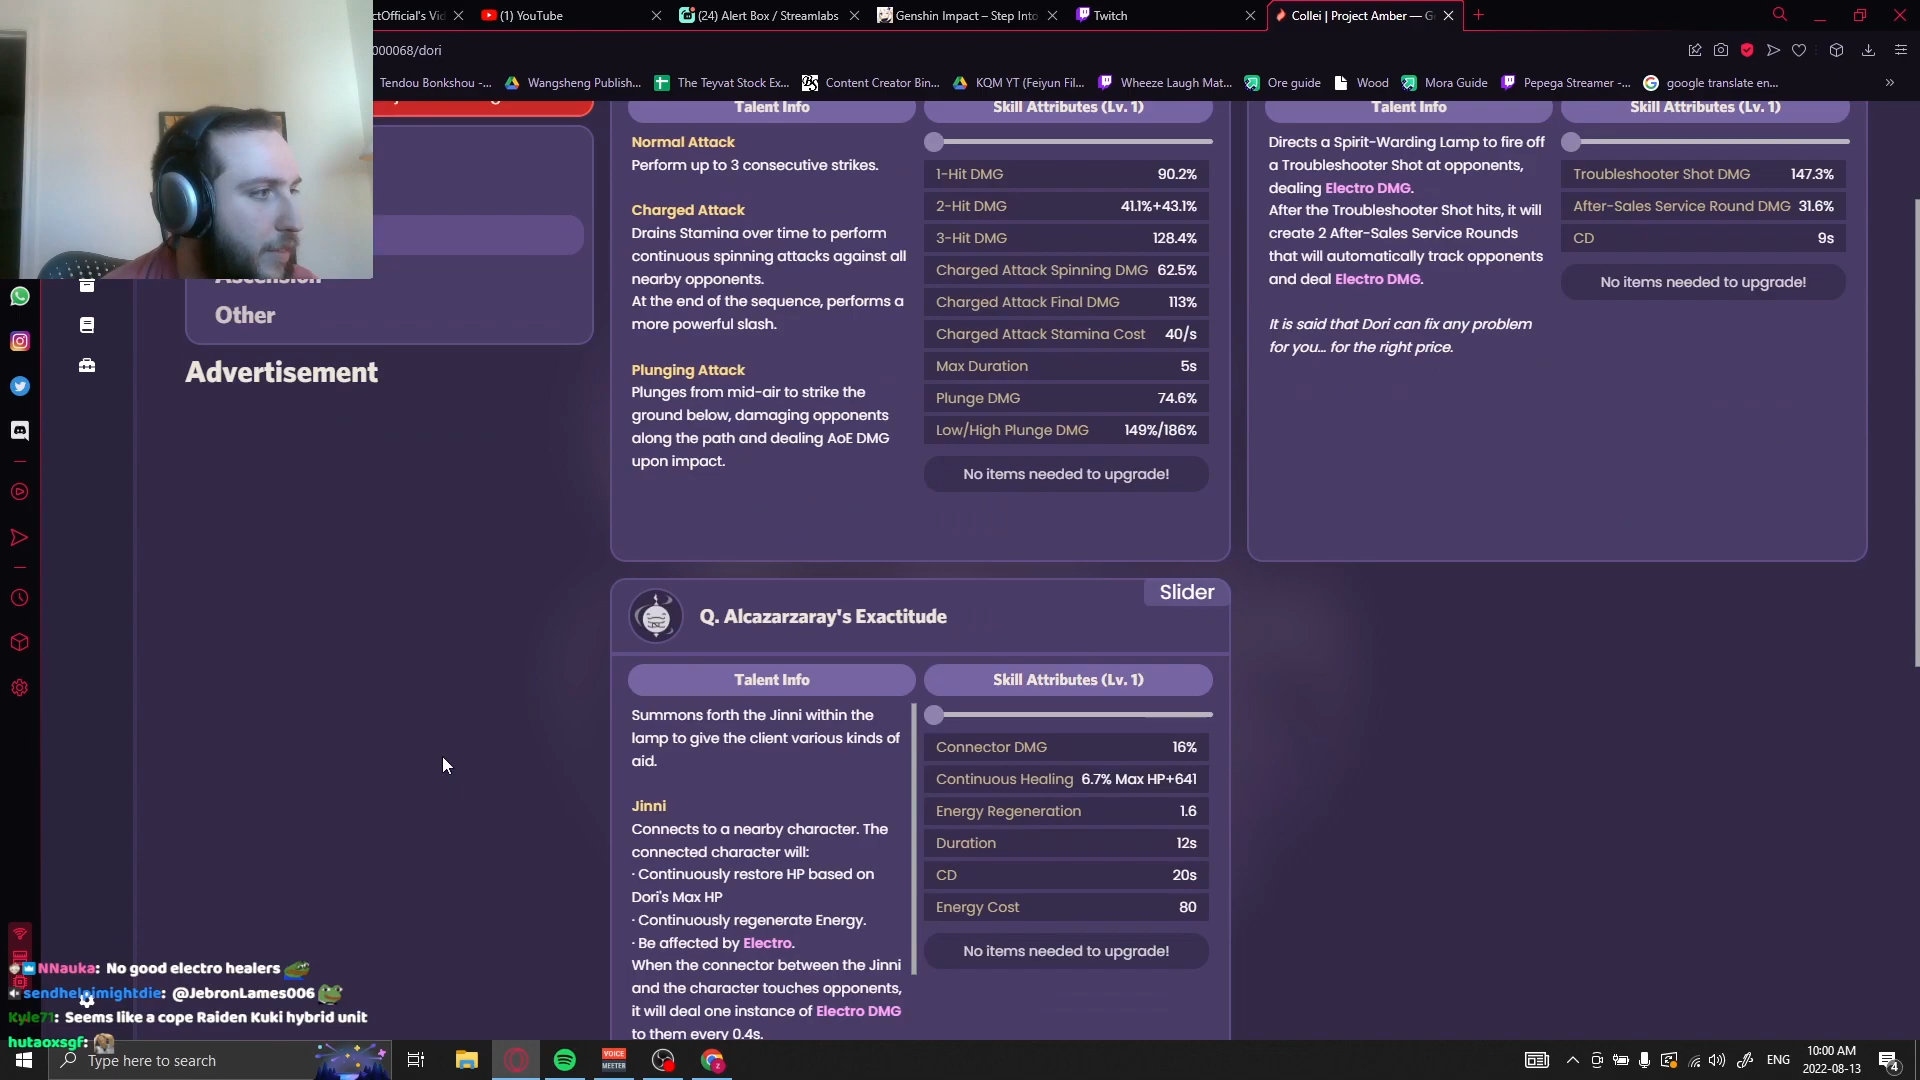 ctOfficial's Vid
(1) YouTube
(24) Alert Box / Streamlabs
Genshin Impact – Step Into
Twitch
Collei | Project Amber — G
000068/dori
Tendou Bonkshou -...
Wangsheng Publish...
The Teyvat Stock Ex...
Content Creator Bin...
KQM YT (Feiyun Fil...
Wheeze Laugh Mat...
Ore guide
Wood
Mora Guide
Pepega Streamer -...
google translate en...
Ascension
Other
Advertisement
Talent Info
Normal Attack
Perform up to 3 consecutive strikes.
Charged Attack
Drains Stamina over time to perform
continuous spinning attacks against all
nearby opponents.
At the end of the sequence, performs a
more powerful slash.
Plunging Attack
Plunges from mid-air to strike the
ground below, damaging opponents
along the path and dealing AoE DMG
upon impact.
Skill Attributes (Lv. 1)
1-Hit DMG 90.2%
2-Hit DMG 41.1%+43.1%
3-Hit DMG 128.4%
Charged Attack Spinning DMG 62.5%
Charged Attack Final DMG 113%
Charged Attack Stamina Cost 40/s
Max Duration 5s
Plunge DMG 74.6%
Low/High Plunge DMG 149%/186%
No items needed to upgrade!
Talent Info
Directs a Spirit-Warding Lamp to fire off
a Troubleshooter Shot at opponents,
dealing Electro DMG.
After the Troubleshooter Shot hits, it will
create 2 After-Sales Service Rounds
that will automatically track opponents
and deal Electro DMG.
It is said that Dori can fix any problem
for you... for the right price.
Skill Attributes (Lv. 1)
Troubleshooter Shot DMG 147.3%
After-Sales Service Round DMG 31.6%
CD 9s
No items needed to upgrade!
Slider
Q. Alcazarzaray's Exactitude
Talent Info
Summons forth the Jinni within the
lamp to give the client various kinds of
aid.
Jinni
Connects to a nearby character. The
connected character will:
· Continuously restore HP based on
Dori's Max HP
· Continuously regenerate Energy.
· Be affected by Electro.
When the connector between the Jinni
and the character touches opponents,
it will deal one instance of Electro DMG
to them every 0.4s.
Skill Attributes (Lv. 1)
Connector DMG 16%
Continuous Healing 6.7% Max HP+641
Energy Regeneration 1.6
Duration 12s
CD 20s
Energy Cost 80
No items needed to upgrade!
NNauka: No good electro healers
sendhelpimightdie: @JebronLames006
Kyle71: Seems like a cope Raiden Kuki hybrid unit
hutaoxsgf:
Type here to search
VOICE
MEETER
ENG
10:00 AM
2022-08-13
4